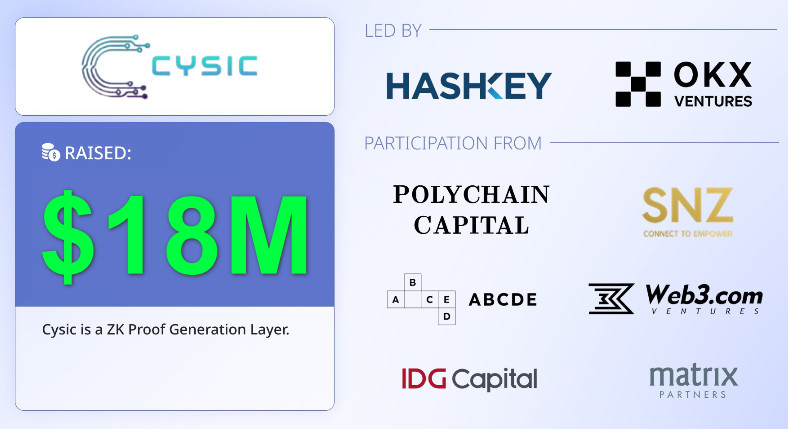 CYSIC
RAISED:
$18M
Cysic is a ZK Proof Generation Layer.
LED BY
HASHKEY
OKX
VENTURES
PARTICIPATION FROM
POLYCHAIN
CAPITAL
SNZ
CONNECT TO EMPOWER
B
A C E
D
ABCDE
Web3.com
VENTURES
IDG Capital
matrix
PARTNERS